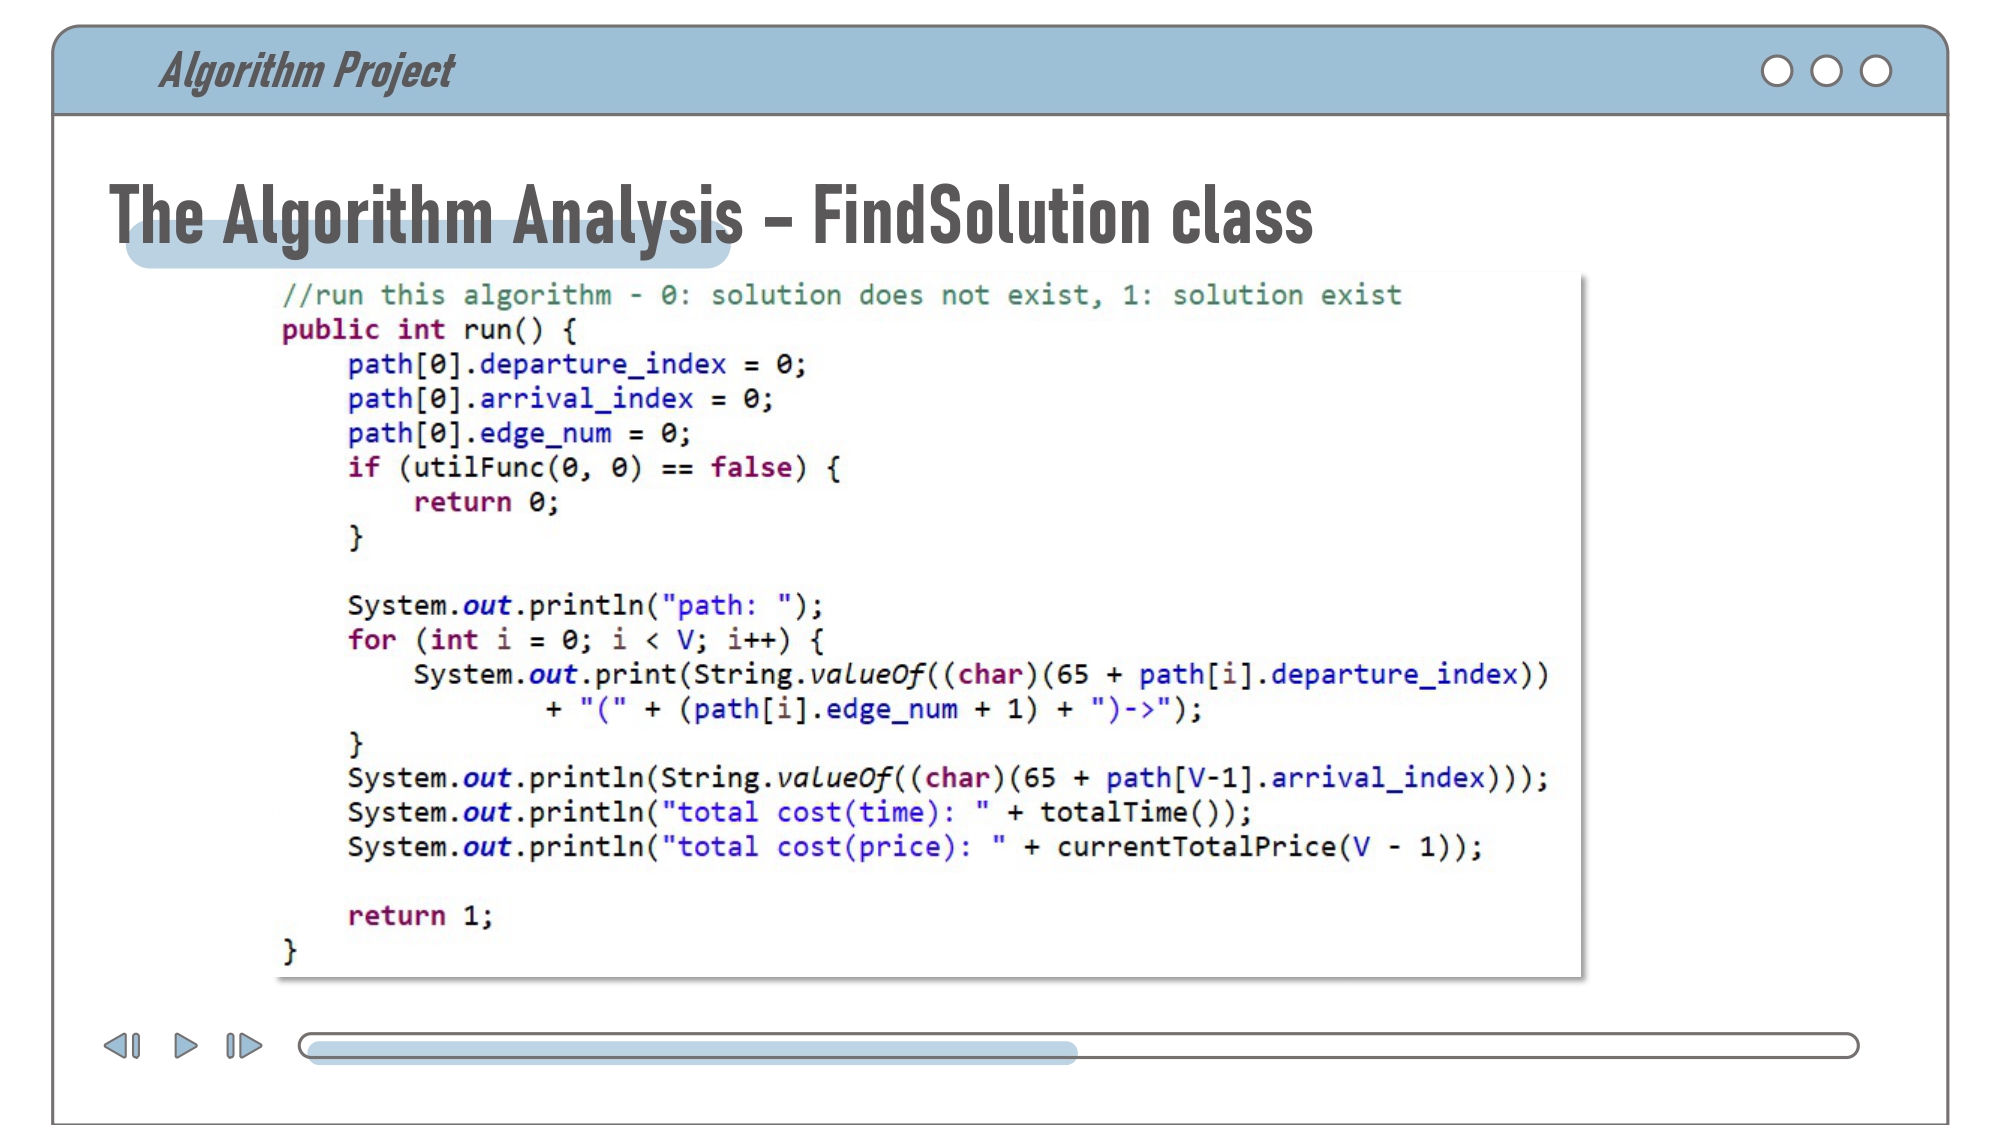 Algorithm Project
The Algorithm Analysis – FindSolution class
//run this algorithm - 0: solution does not exist, 1: solution exist
public int run() {
    path[0].departure_index = 0;
    path[0].arrival_index = 0;
    path[0].edge_num = 0;
    if (utilFunc(0, 0) == false) {
        return 0;
    }
    System.out.println("path: ");
    for (int i = 0; i < V; i++) {
        System.out.print(String.valueOf((char)(65 + path[i].departure_index))
                + "(" + (path[i].edge_num + 1) + ")->");
    }
    System.out.println(String.valueOf((char)(65 + path[V-1].arrival_index)));
    System.out.println("total cost(time): " + totalTime());
    System.out.println("total cost(price): " + currentTotalPrice(V - 1));
    return 1;
}